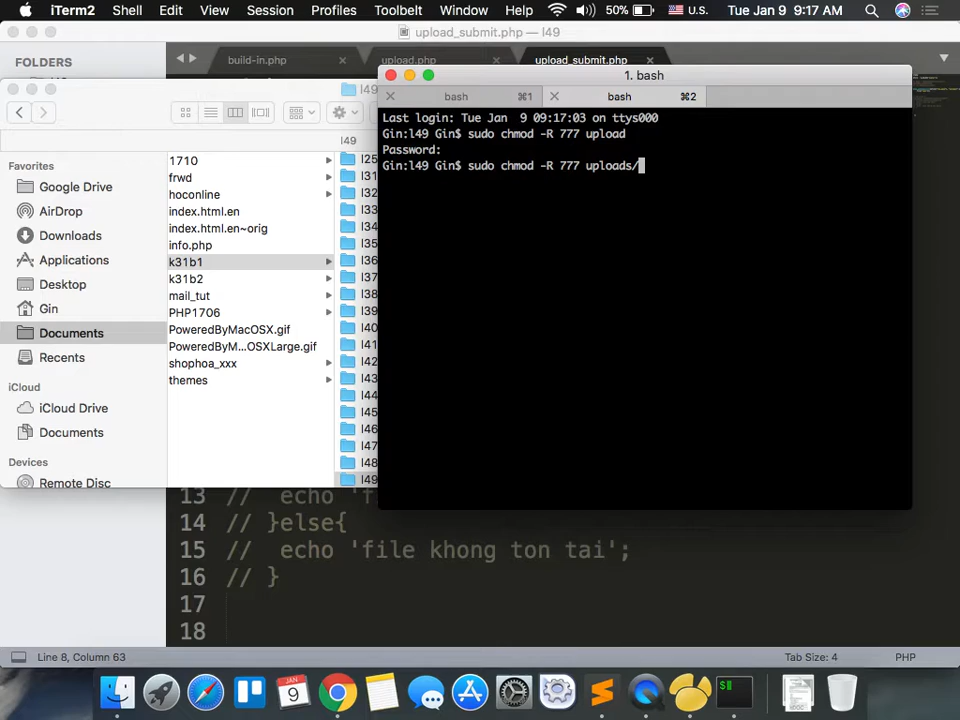 iTerm2 Shell Edit View Session Profiles Toolbelt Window Help 50% U.S. Tue Jan 9 9:17 AM
upload_submit.php — l49
FOLDERS
build-in.php
upload.php
upload_submit.php
l49
l49
Favorites
Google Drive
AirDrop
Downloads
Applications
Desktop
Gin
Documents
Recents
iCloud
iCloud Drive
Documents
Devices
Remote Disc
1710
frwd
hoconline
index.html.en
index.html.en~orig
info.php
k31b1
k31b2
mail_tut
PHP1706
PoweredByMacOSX.gif
PoweredByM...OSXLarge.gif
shophoa_xxx
themes
l25
l31
l32
l33
l34
l35
l36
l37
l38
l39
l40
l41
l42
l43
l44
l45
l46
l47
l48
l49
1. bash
bash ⌘1
bash ⌘2
Last login: Tue Jan  9 09:17:03 on ttys000
Gin:l49 Gin$ sudo chmod -R 777 upload
Password:
Gin:l49 Gin$ sudo chmod -R 777 uploads/
13 // echo 'f
14 // }else{
15 // echo 'file khong ton tai';
16 // }
17
18
Line 8, Column 63
Tab Size: 4
PHP
JAN
9